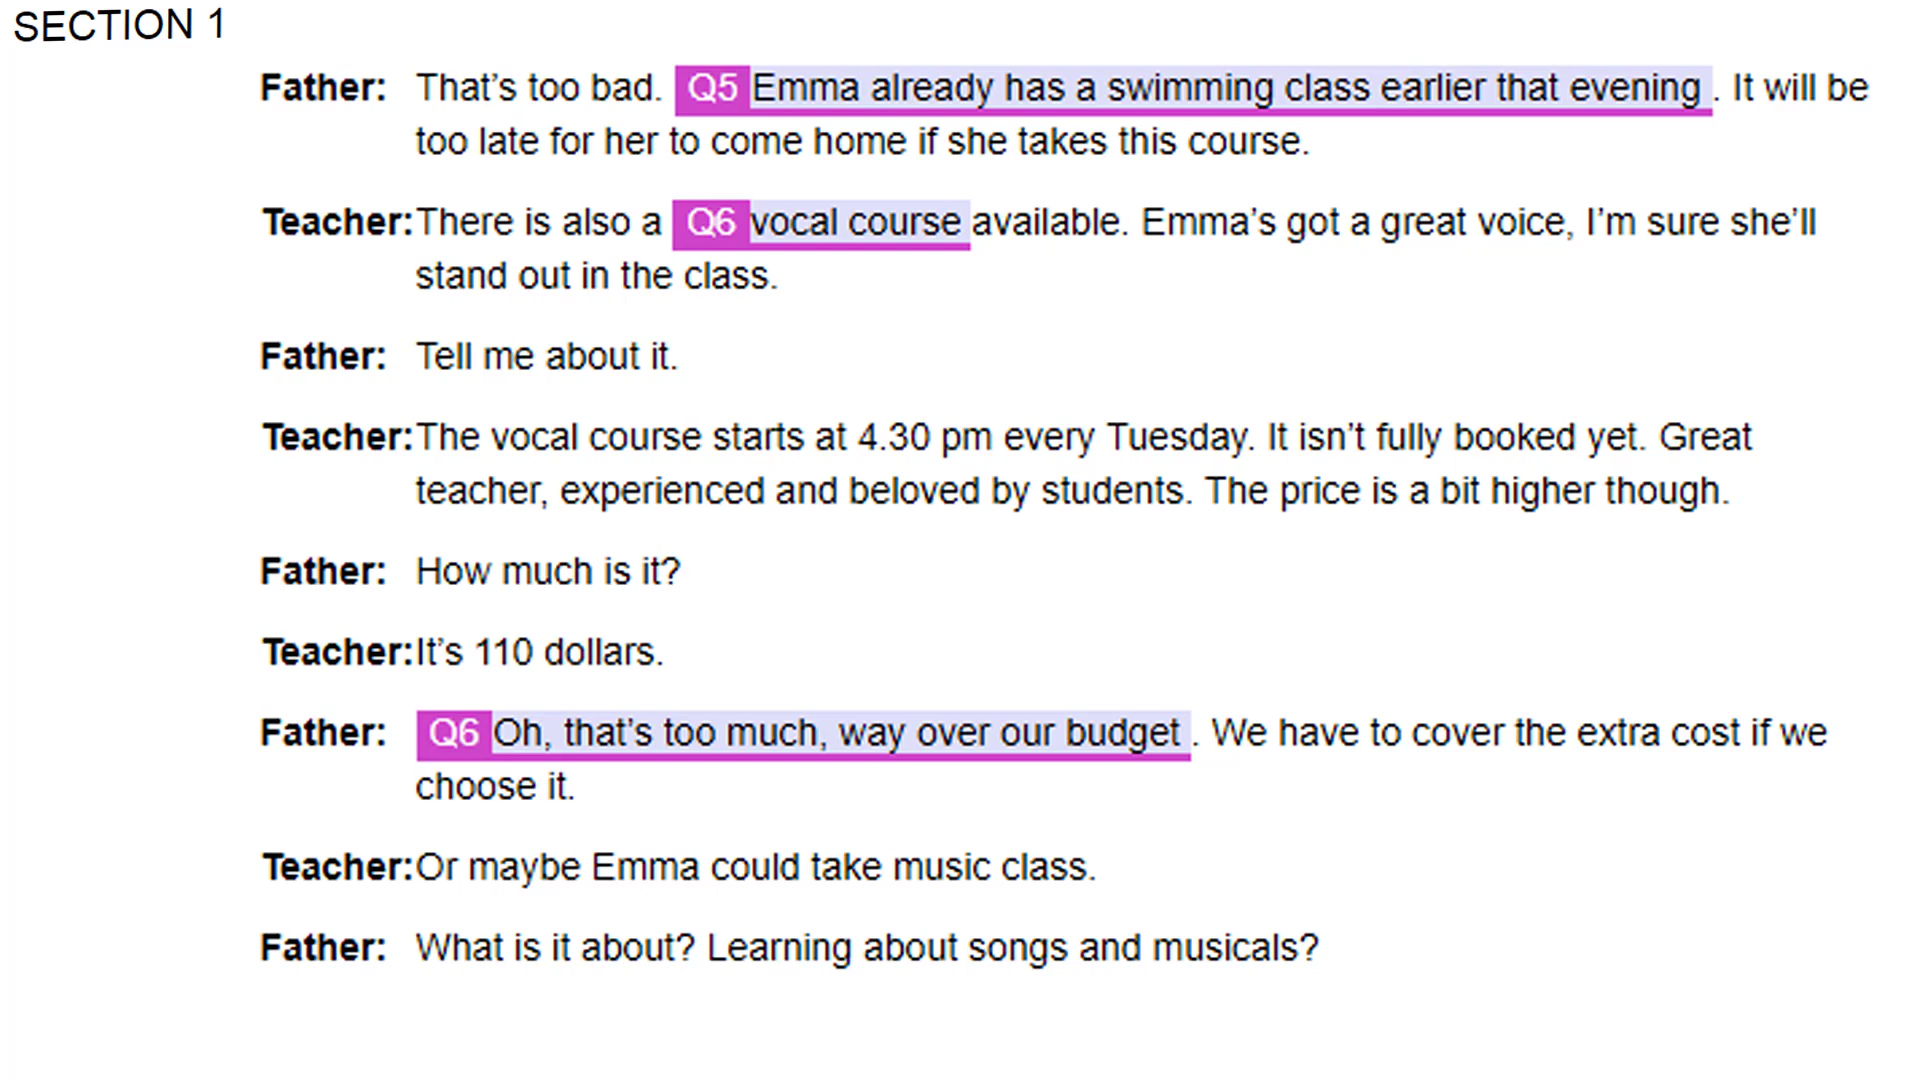 SECTION 1
Father: That’s too bad. Q5 Emma already has a swimming class earlier that evening . It will be
too late for her to come home if she takes this course.
Teacher: There is also a Q6 vocal course available. Emma’s got a great voice, I’m sure she’ll
stand out in the class.
Father: Tell me about it.
Teacher: The vocal course starts at 4.30 pm every Tuesday. It isn’t fully booked yet. Great
teacher, experienced and beloved by students. The price is a bit higher though.
Father: How much is it?
Teacher: It’s 110 dollars.
Father: Q6 Oh, that’s too much, way over our budget . We have to cover the extra cost if we
choose it.
Teacher: Or maybe Emma could take music class.
Father: What is it about? Learning about songs and musicals?